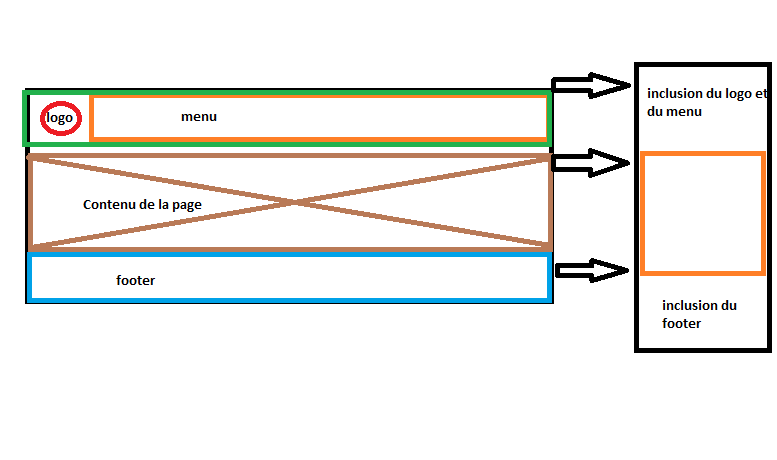 logo
menu
Contenu de la page
footer
inclusion du logo et
du menu
inclusion du
footer